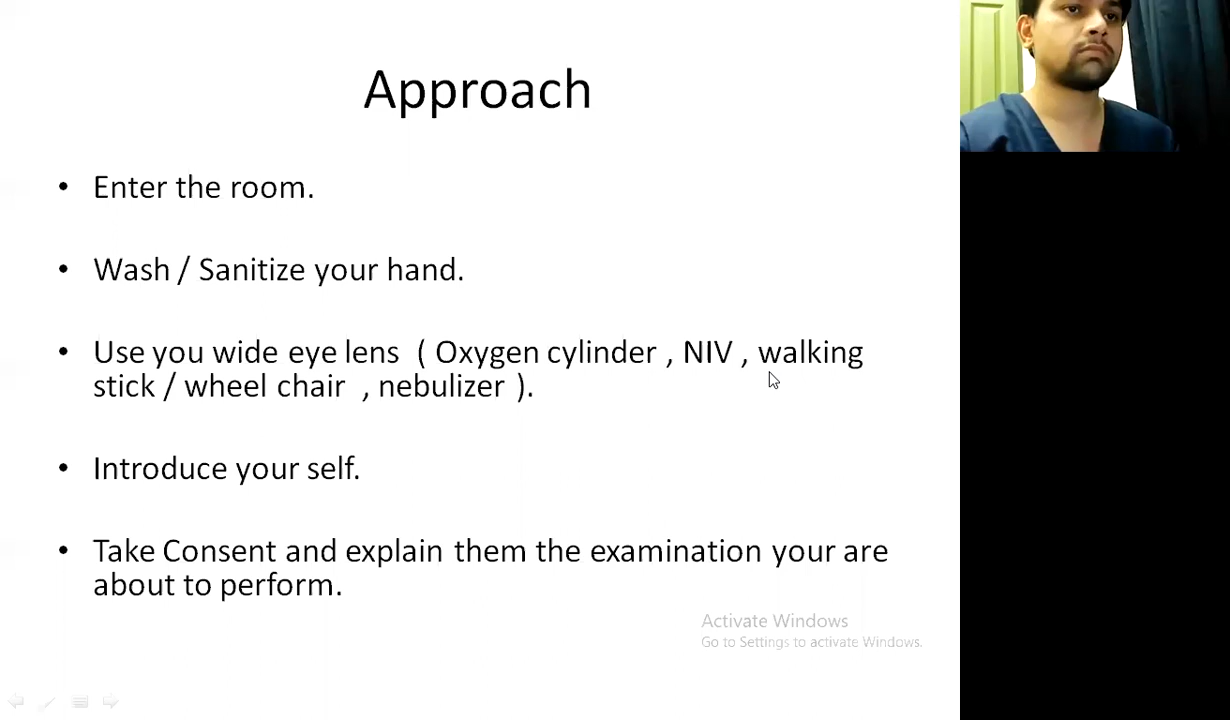 Approach
• Enter the room.
• Wash / Sanitize your hand.
• Use you wide eye lens ( Oxygen cylinder , NIV , walking
stick / wheel chair , nebulizer ).
• Introduce your self.
• Take Consent and explain them the examination your are
about to perform.
Activate Windows
Go to Settings to activate Windows.